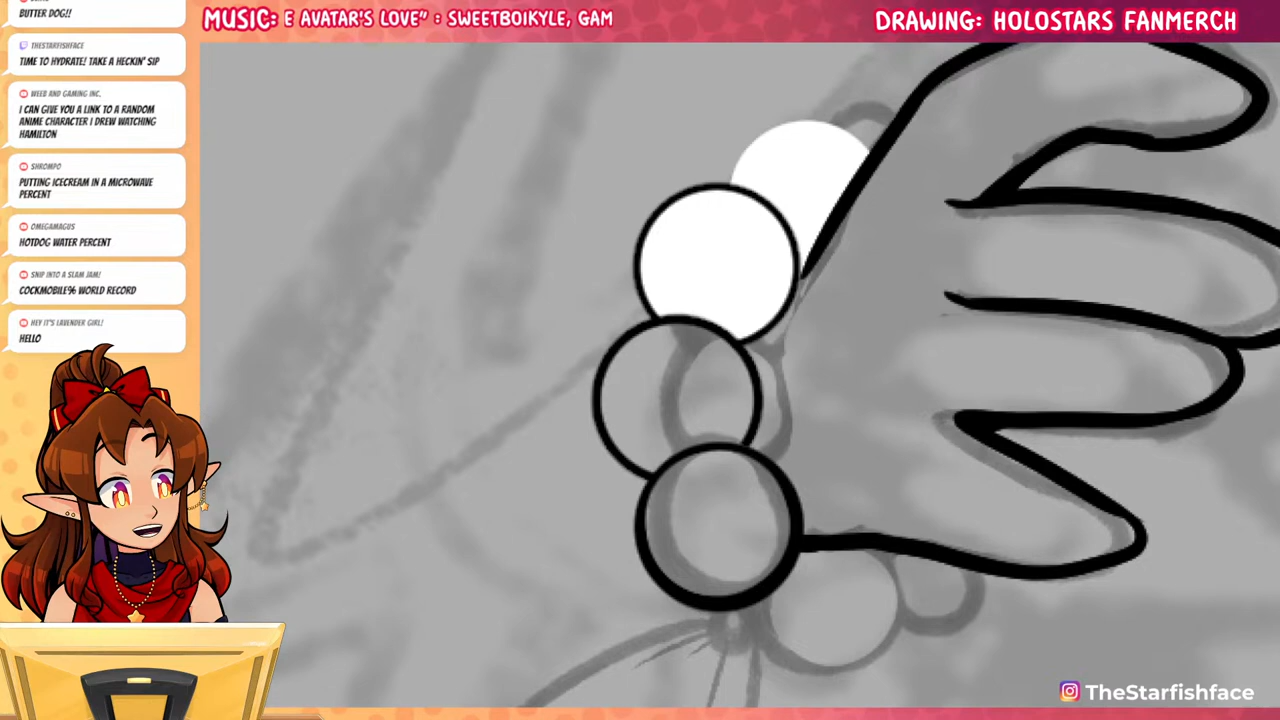 MUSIC: E AVATAR'S LOVE" : SWEETBOIKYLE, GAM
DRAWING: HOLOSTARS FANMERCH
BUTTER DOG!!
THESTARFISHFACE
TIME TO HYDRATE! TAKE A HECKIN' SIP
WEEB AND GAMING INC.
I CAN GIVE YOU A LINK TO A RANDOM
ANIME CHARACTER I DREW WATCHING
HAMILTON
SHROMPO
PUTTING ICECREAM IN A MICROWAVE
PERCENT
OMEGAMAGUS
HOTDOG WATER PERCENT
SNIP INTO A SLAM JAM!
COCKMOBILE% WORLD RECORD
HEY IT'S LAVENDER GIRL!
HELLO
TheStarfishface